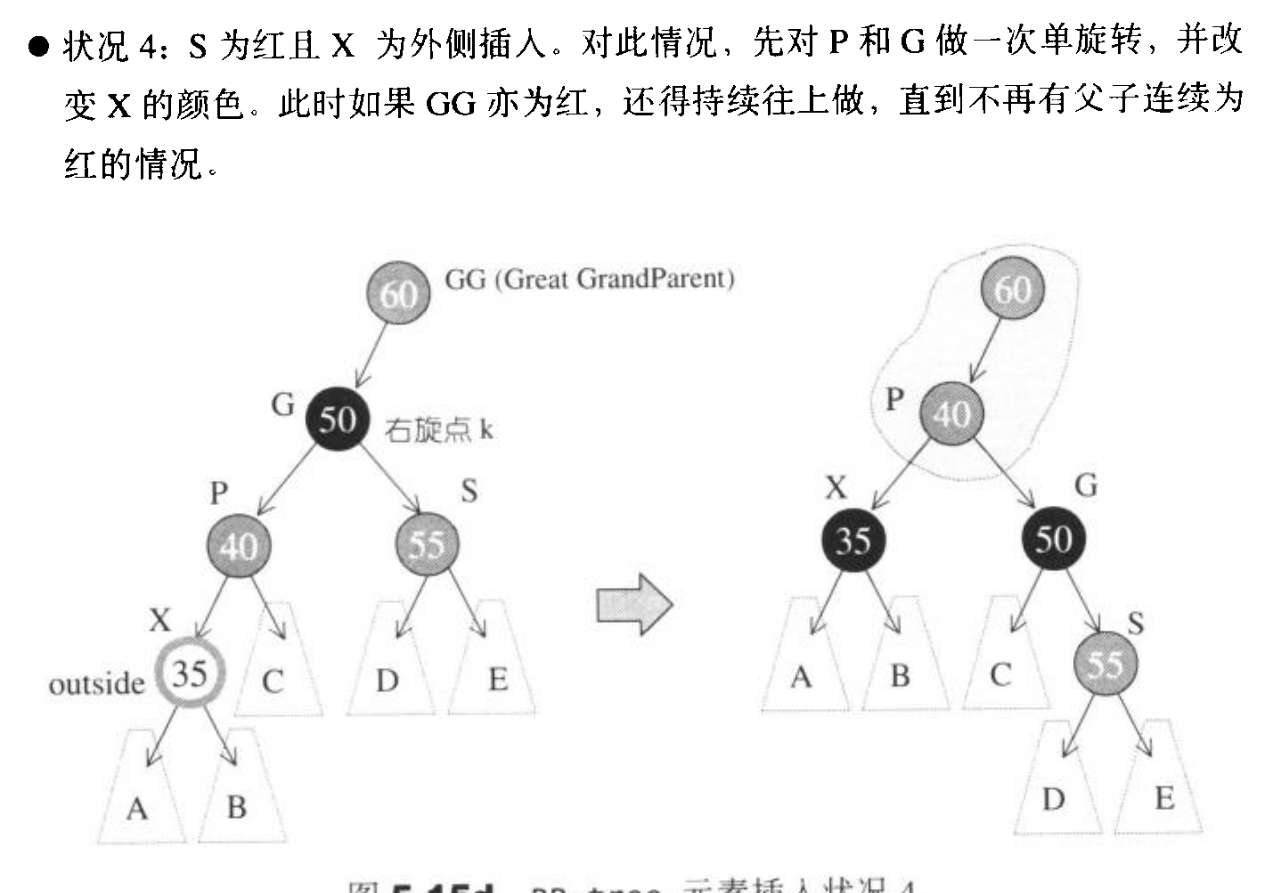 ● 状况 4：S 为红且 X 为外侧插入。对此情况，先对 P 和 G 做一次单旋转，并改
变 X 的颜色。此时如果 GG 亦为红，还得持续往上做，直到不再有父子连续为
红的情况。
60 GG (Great GrandParent)
G 50 右旋点 k
P 40 S 55
X outside 35 C D E
A B
60
P 40
X 35 G 50
A B C S 55
D E
图 5-15d RB-tree 元素插入状况 4